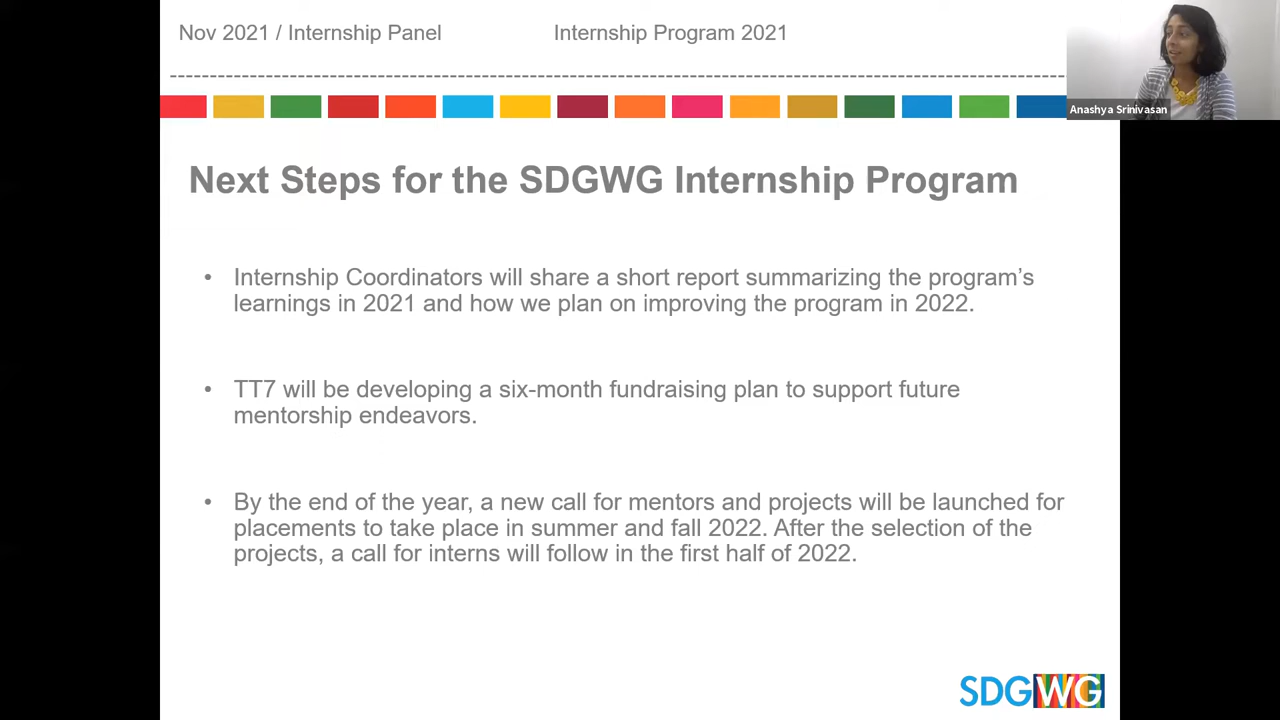 Nov 2021 / Internship Panel
Internship Program 2021
Anashya Srinivasan
Next Steps for the SDGWG Internship Program
• Internship Coordinators will share a short report summarizing the program’s
learnings in 2021 and how we plan on improving the program in 2022.
• TT7 will be developing a six-month fundraising plan to support future
mentorship endeavors.
• By the end of the year, a new call for mentors and projects will be launched for
placements to take place in summer and fall 2022. After the selection of the
projects, a call for interns will follow in the first half of 2022.
SDGWG